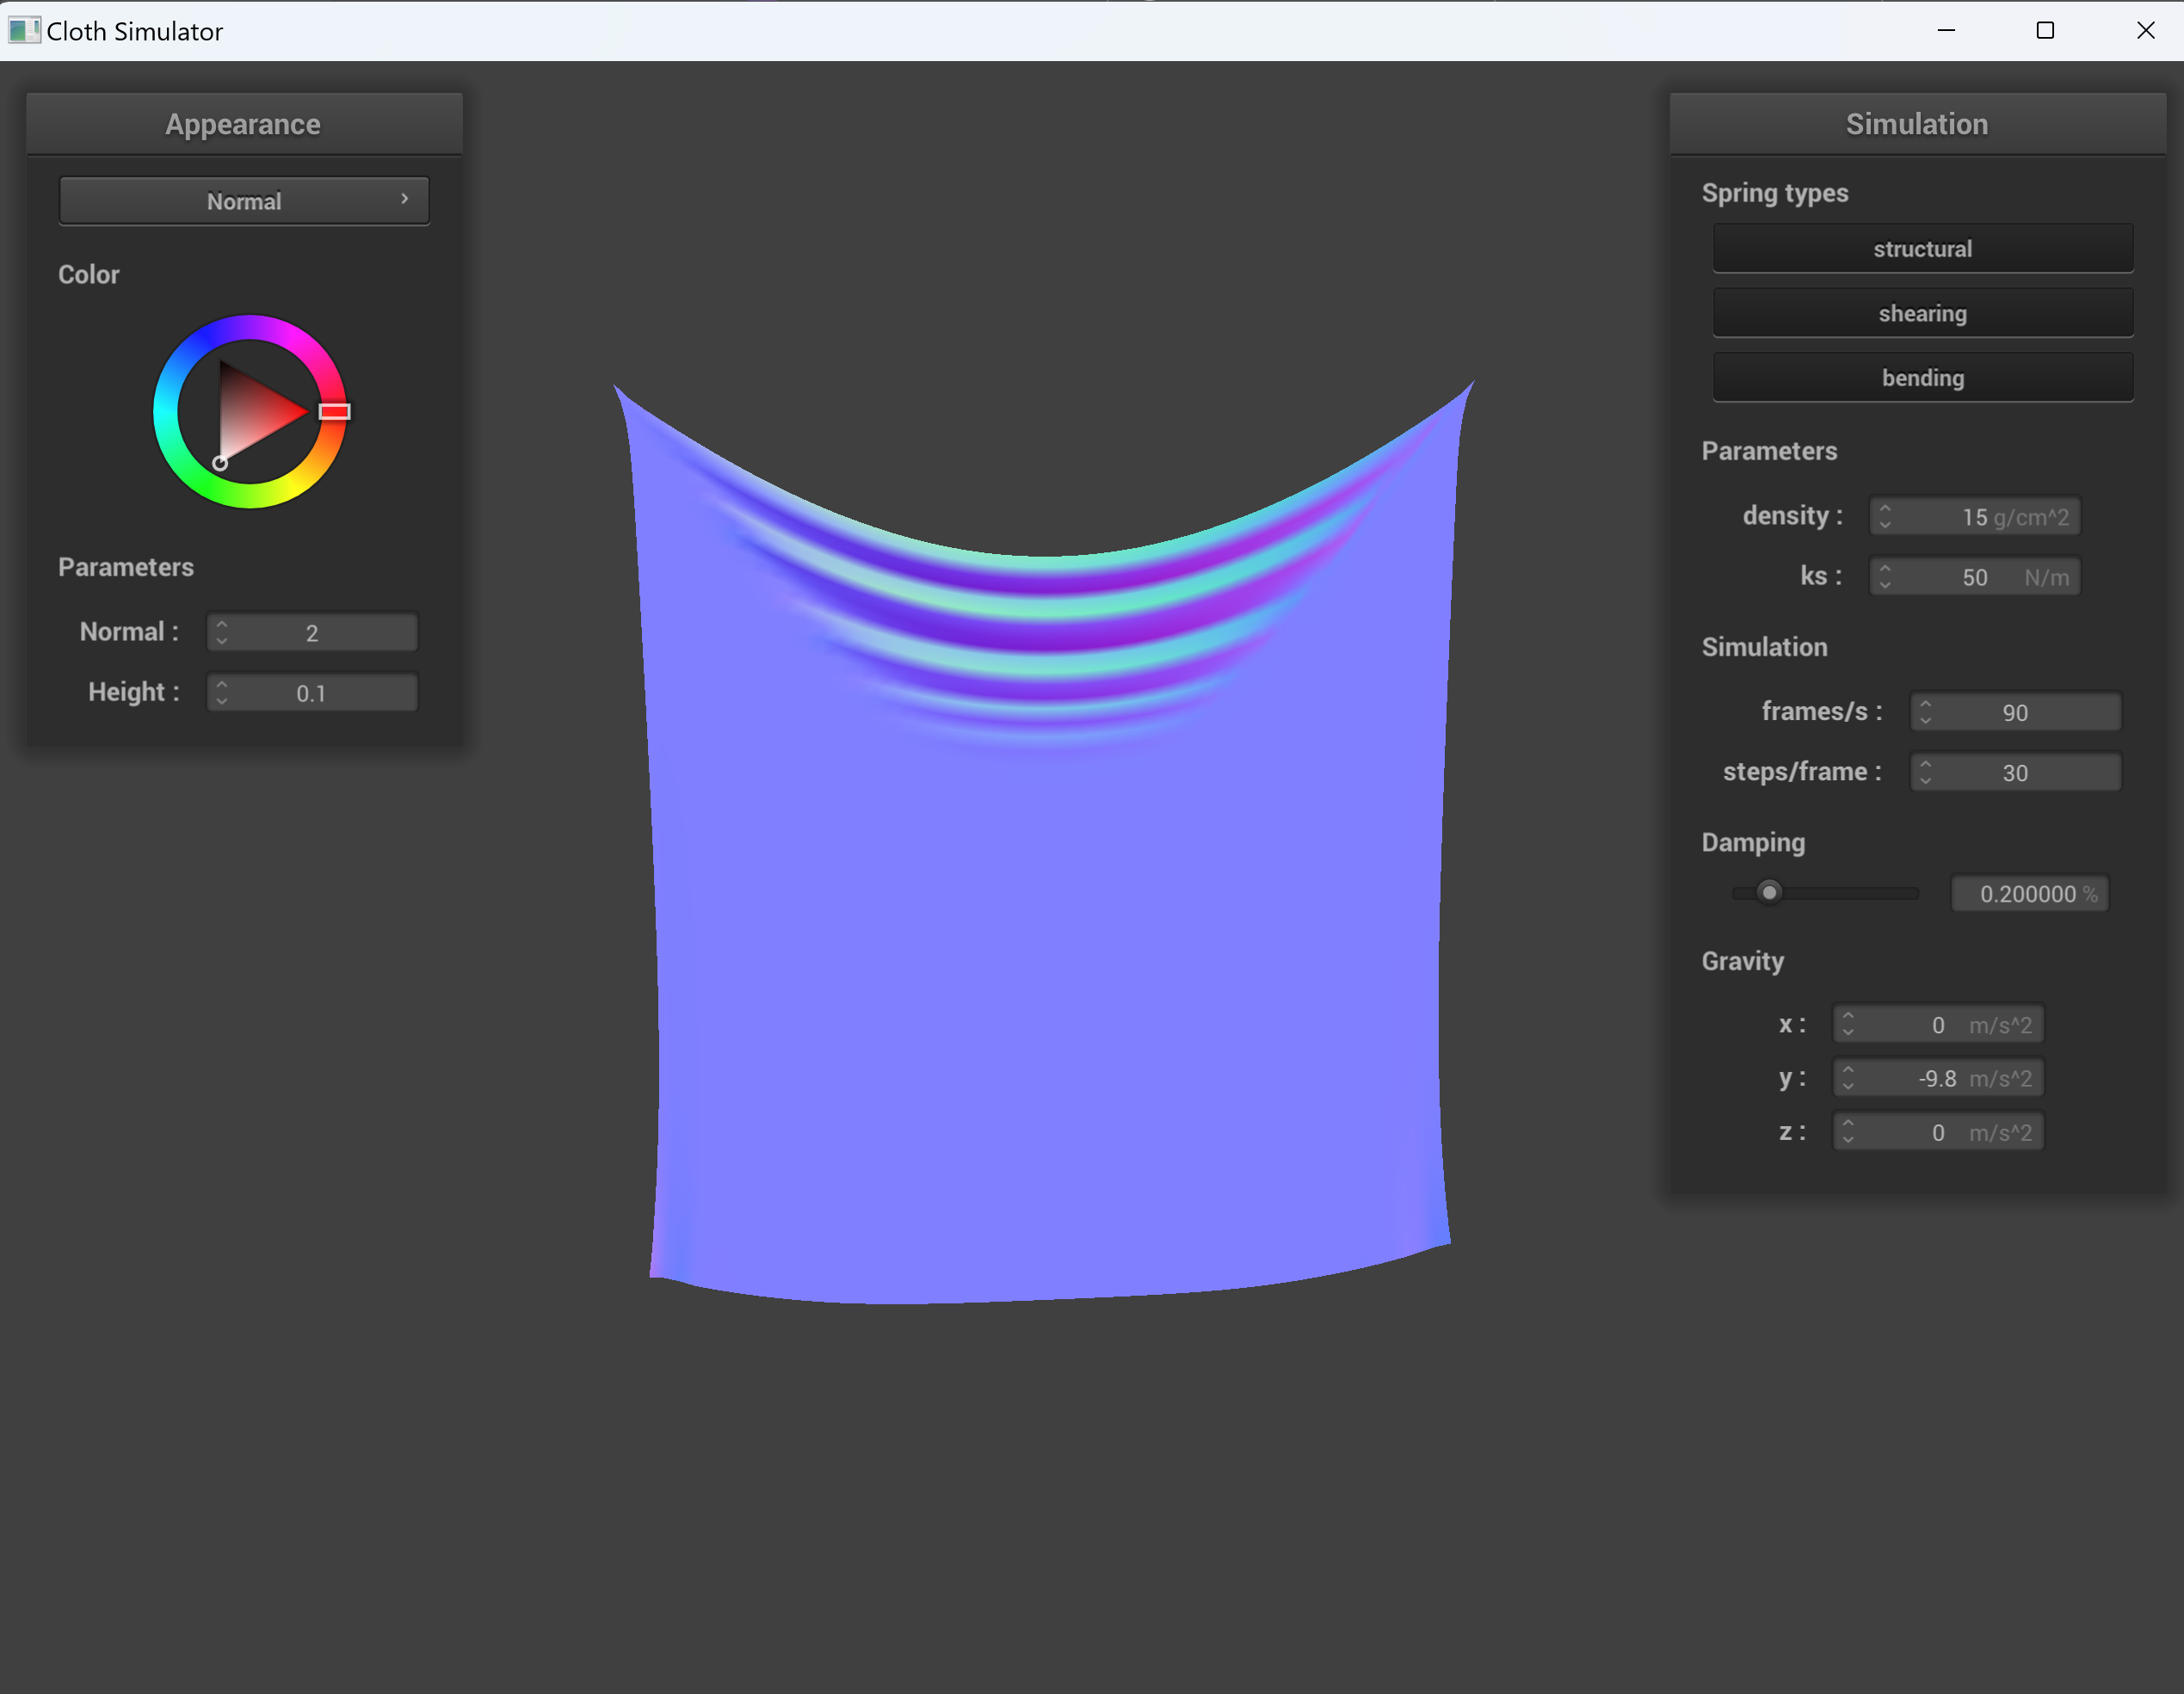 Cloth Simulator
Appearance
Normal
Color
Parameters
Normal : 2
Height : 0.1
Simulation
Spring types
structural
shearing
bending
Parameters
density : 15 g/cm^2
ks : 50 N/m
Simulation
frames/s : 90
steps/frame : 30
Damping
0.200000 %
Gravity
x : 0 m/s^2
y : -9.8 m/s^2
z : 0 m/s^2